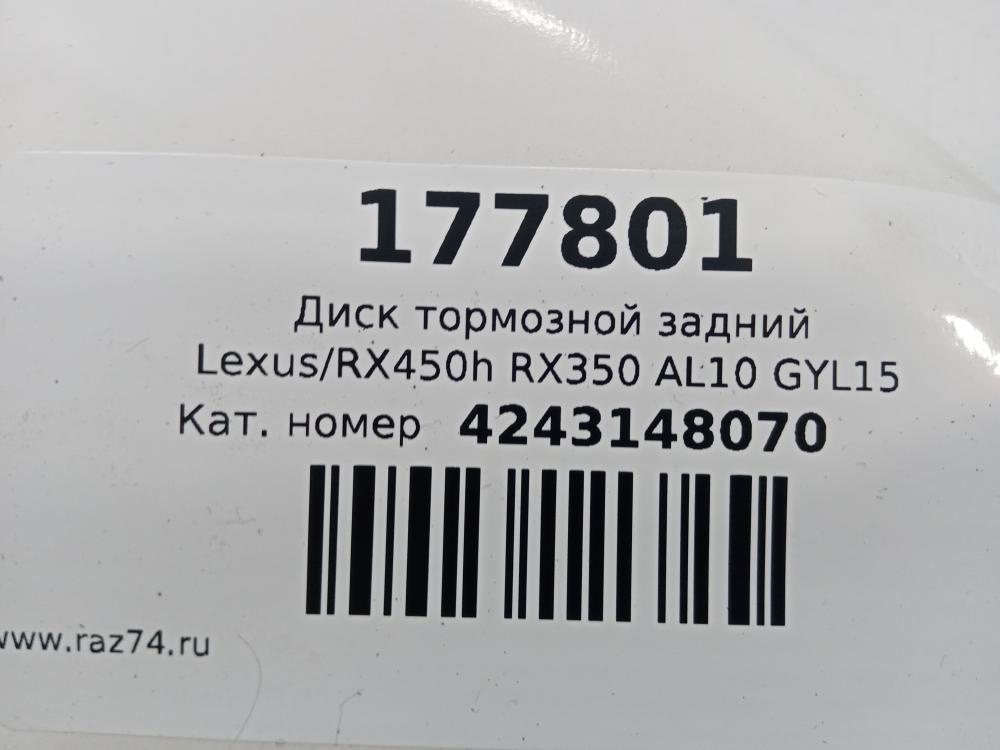 177801
Диск тормозной задний
Lexus/RX450h RX350 AL10 GYL15
Кат. номер 4243148070
www.raz74.ru